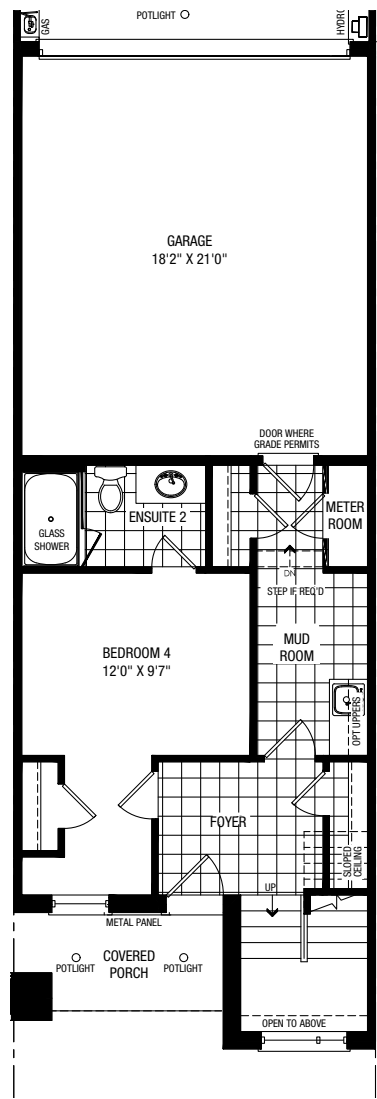 GAS
POTLIGHT
HYDRO
GARAGE
18'2" X 21'0"
DOOR WHERE
GRADE PERMITS
GLASS
SHOWER
ENSUITE 2
METER
ROOM
DN
STEP IF REQ'D
BEDROOM 4
12'0" X 9'7"
MUD
ROOM
OPT UPPERS
FOYER
SLOPED
CEILING
UP
METAL PANEL
COVERED
PORCH
POTLIGHT
POTLIGHT
OPEN TO ABOVE